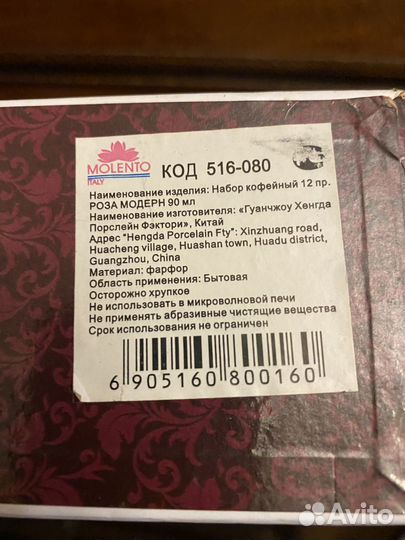 MOLENTO
ITALY
КОД 516-080
Наименование изделия: Набор кофейный 12 пр.
РОЗА МОДЕРН 90 мл
Наименование изготовителя: «Гуанчжоу Хенгда
Порслейн Фэктори», Китай
Адрес "Hengda Porcelain Fty": Xinzhuang road,
Huacheng village, Huashan town, Huadu district,
Guangzhou, China
Материал: фарфор
Область применения: Бытовая
Осторожно хрупкое
Не использовать в микроволновой печи
Не применять абразивные чистящие вещества
Срок использования не ограничен
6 905160 800160
Avito